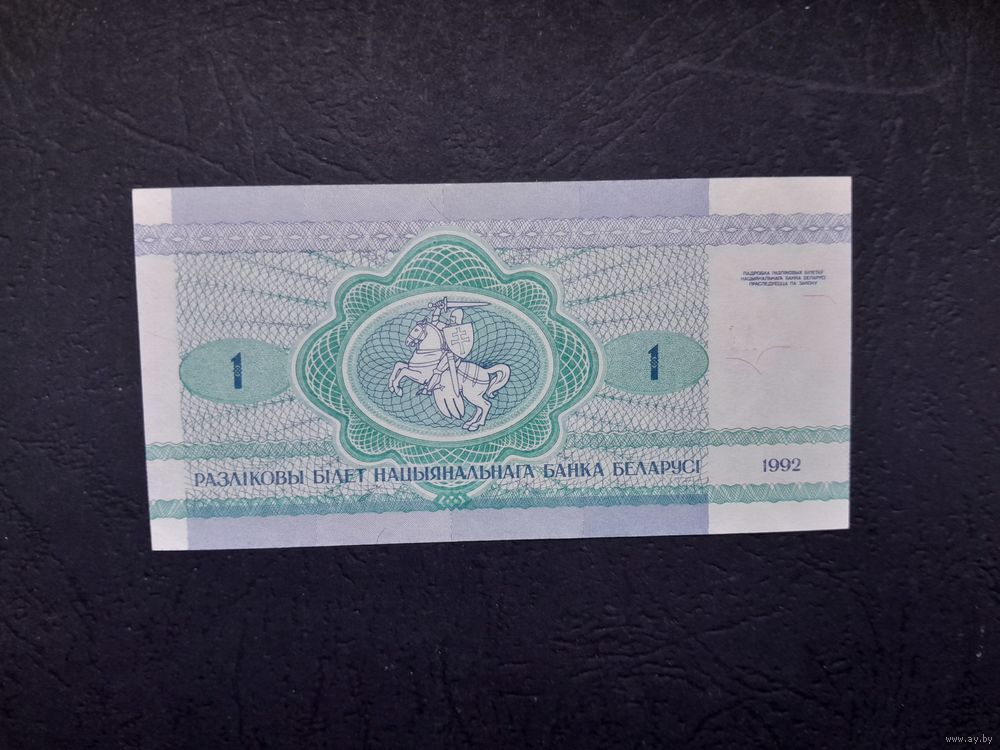 ПАДРОБКА РАЗЛІКОВЫХ БІЛЕТАЎ
НАЦЫЯНАЛЬНАГА БАНКА БЕЛАРУСІ
ПРАСЛЕДУЕЦЦА ПА ЗАКОНУ
1
1
РАЗЛІКОВЫ БІЛЕТ НАЦЫЯНАЛЬНАГА БАНКА БЕЛАРУСІ
1992
www.ay.by